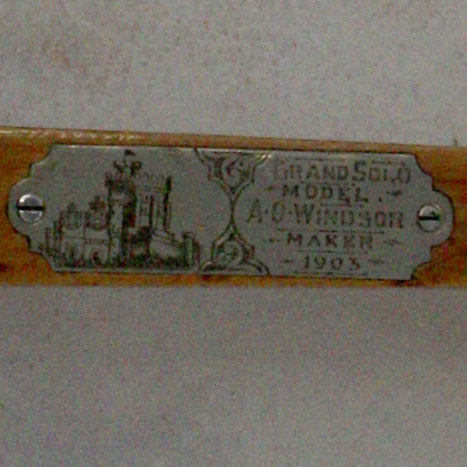 GRAND SOLO
MODEL
A·O·WINDSOR
MAKER
1903